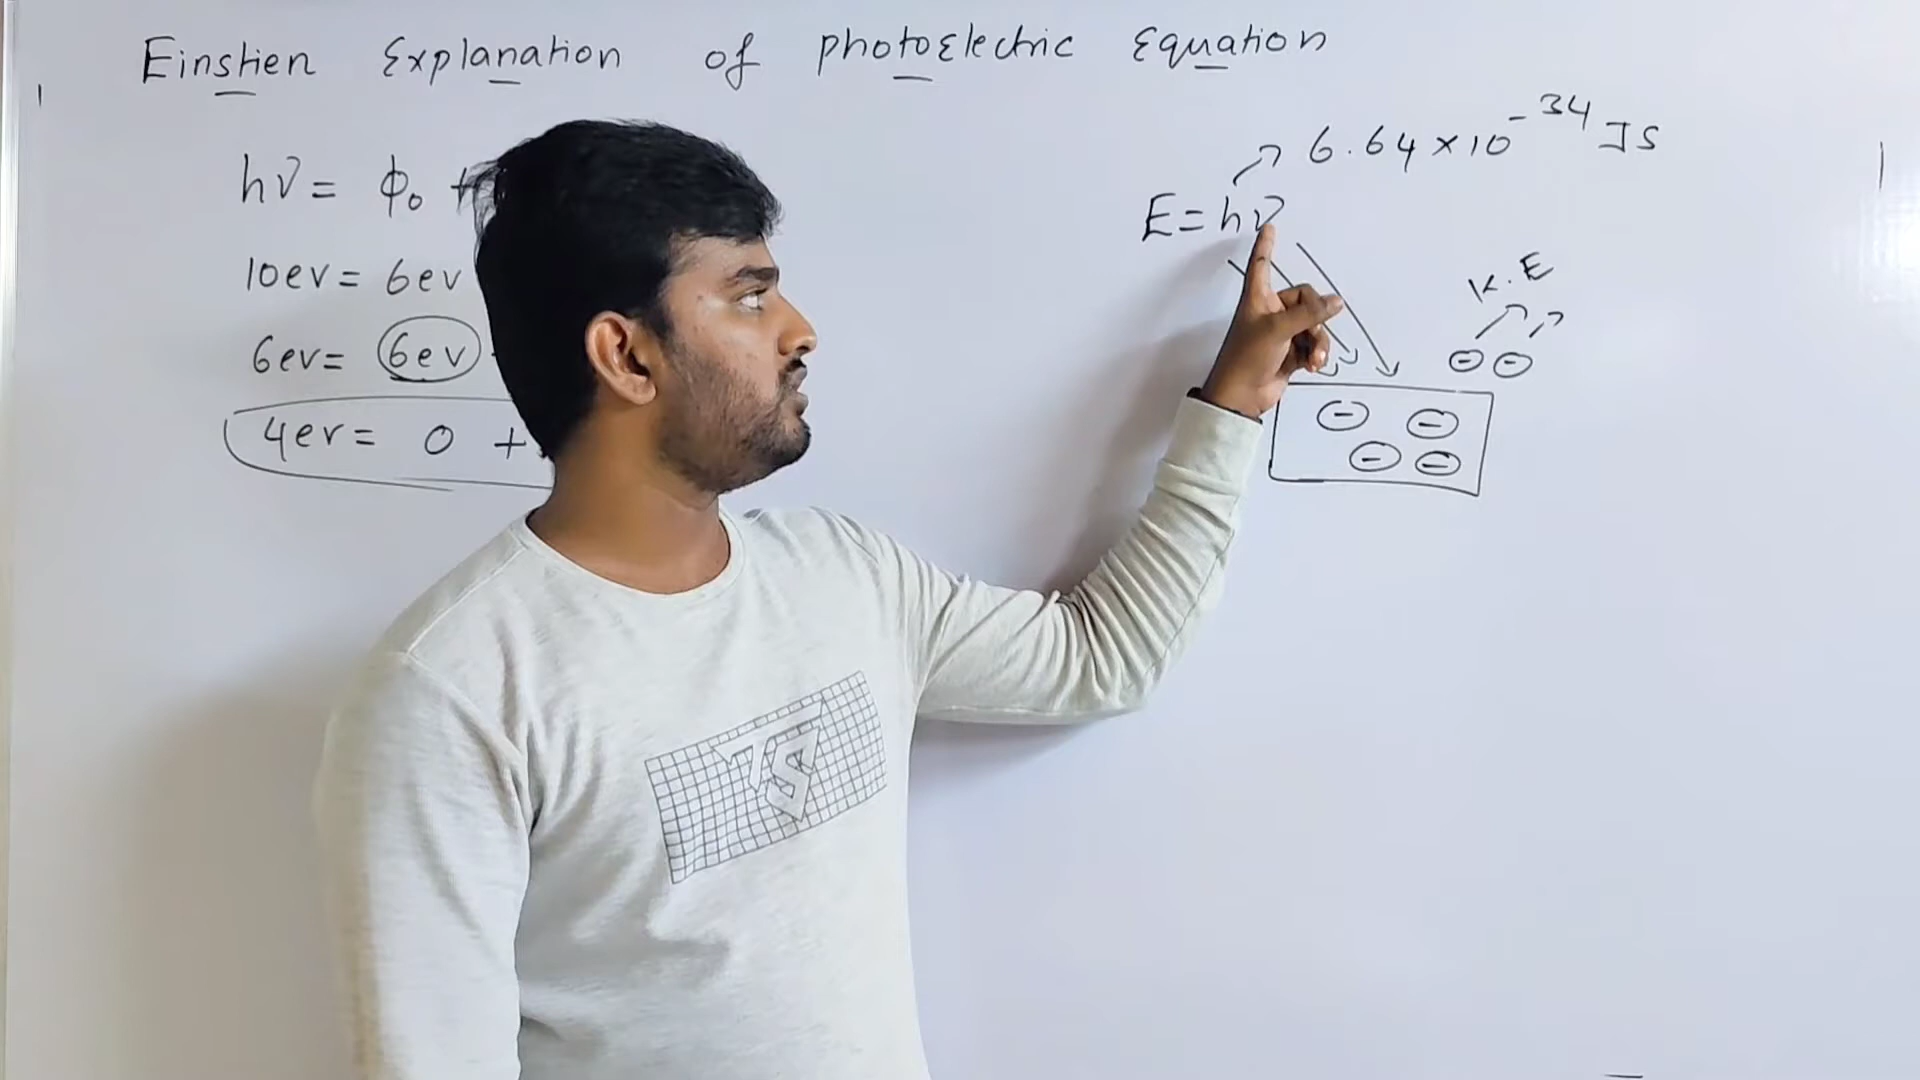 Einstien Explanation of photoelectric Equation
hν = ϕ₀ +
10ev = 6ev
6ev = 6ev
4ev = 0 +
6.64 × 10⁻³⁴ JS
E = hν
K.E